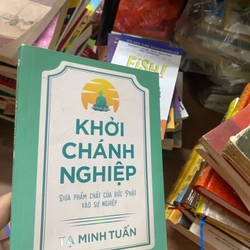 KHỞI
CHÁNH
NGHIỆP
ĐƯA PHẨM CHẤT CỦA ĐỨC PHẬT
VÀO SỰ NGHIỆP
TẠ MINH TUẤN
FISH!